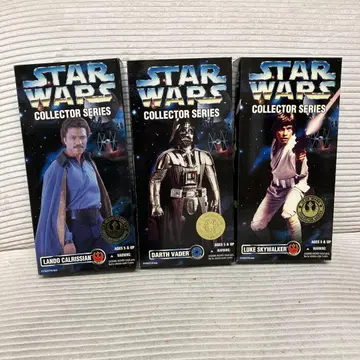 STAR WARS
COLLECTOR SERIES
LANDO CALRISSIAN
AGES 5 & UP
WARNING
STAR WARS
COLLECTOR SERIES
DARTH VADER
AGES 5 & UP
WARNING
STAR WARS
COLLECTOR SERIES
LUKE SKYWALKER
AGES 5 & UP
WARNING